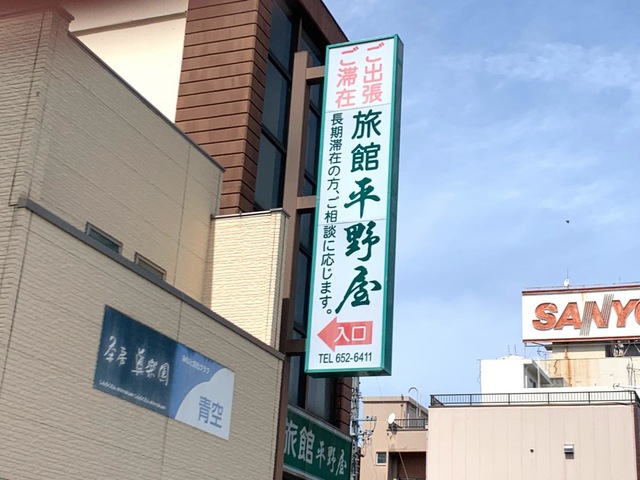 ご出張
ご滞在
旅館平野屋
長期滞在の方、ご相談に応じます。
入口
TEL 652-6411
SANYO
青空
旅館平野屋